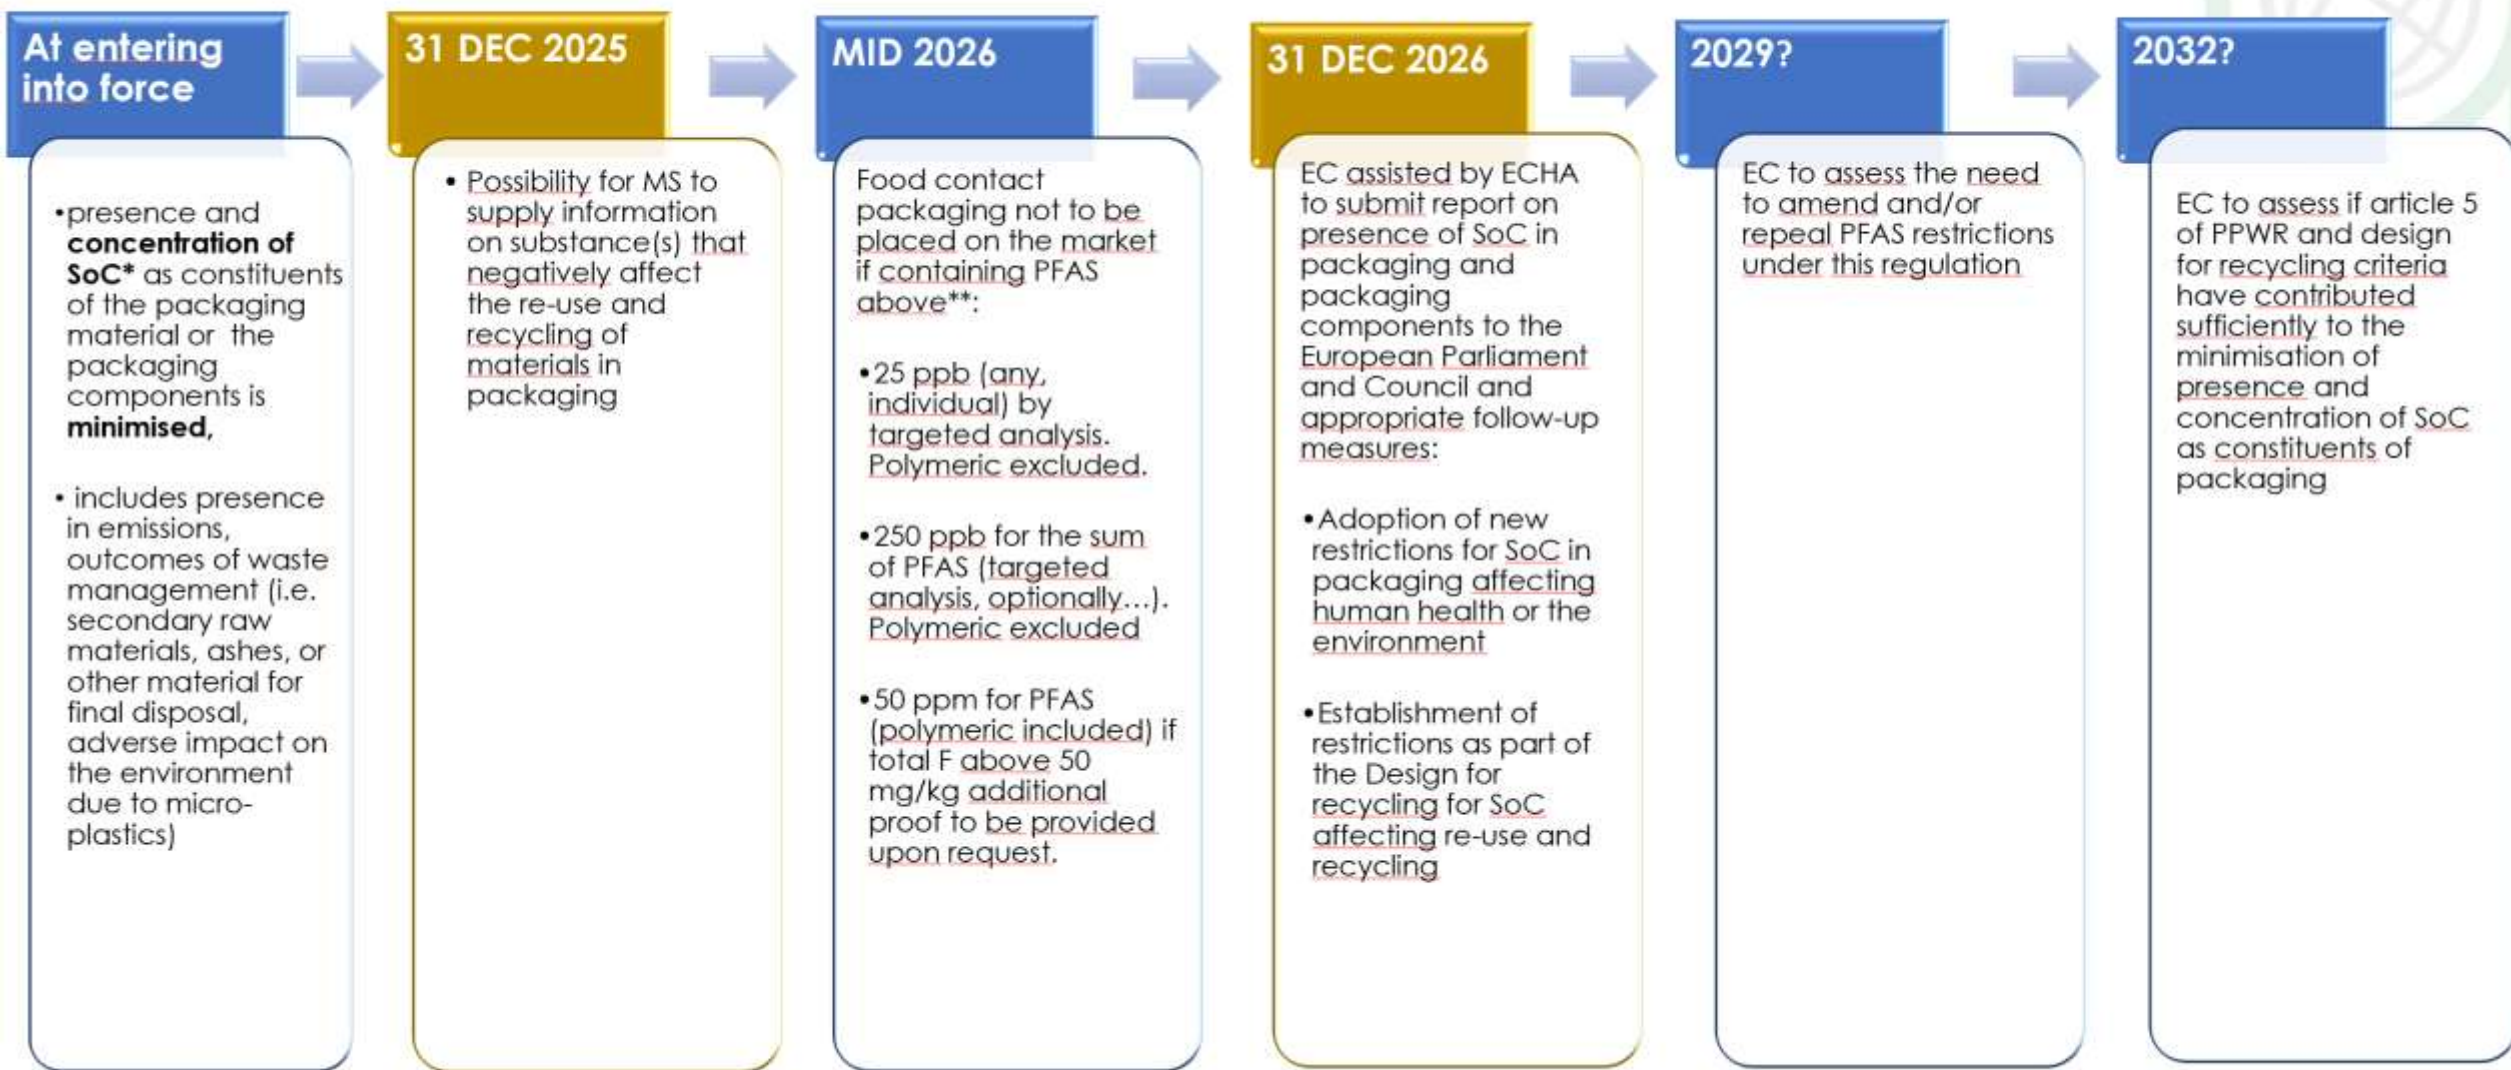 At entering
into force
•presence and
concentration of
SoC* as constituents
of the packaging
material or the
packaging
components is
minimised,
• includes presence
in emissions,
outcomes of waste
management (i.e.
secondary raw
materials, ashes, or
other material for
final disposal,
adverse impact on
the environment
due to micro-
plastics)
31 DEC 2025
• Possibility for MS to
supply information
on substance(s) that
negatively affect
the re-use and
recycling of
materials in
packaging
MID 2026
Food contact
packaging not to be
placed on the market
if containing PFAS
above**:
•25 ppb (any,
individual) by
targeted analysis.
Polymeric excluded.
•250 ppb for the sum
of PFAS (targeted
analysis, optionally…).
Polymeric excluded
•50 ppm for PFAS
(polymeric included) if
total F above 50
mg/kg additional
proof to be provided
upon request.
31 DEC 2026
EC assisted by ECHA
to submit report on
presence of SoC in
packaging and
packaging
components to the
European Parliament
and Council and
appropriate follow-up
measures:
•Adoption of new
restrictions for SoC in
packaging affecting
human health or the
environment
•Establishment of
restrictions as part of
the Design for
recycling for SoC
affecting re-use and
recycling
2029?
EC to assess the need
to amend and/or
repeal PFAS restrictions
under this regulation
2032?
EC to assess if article 5
of PPWR and design
for recycling criteria
have contributed
sufficiently to the
minimisation of
presence and
concentration of SoC
as constituents of
packaging